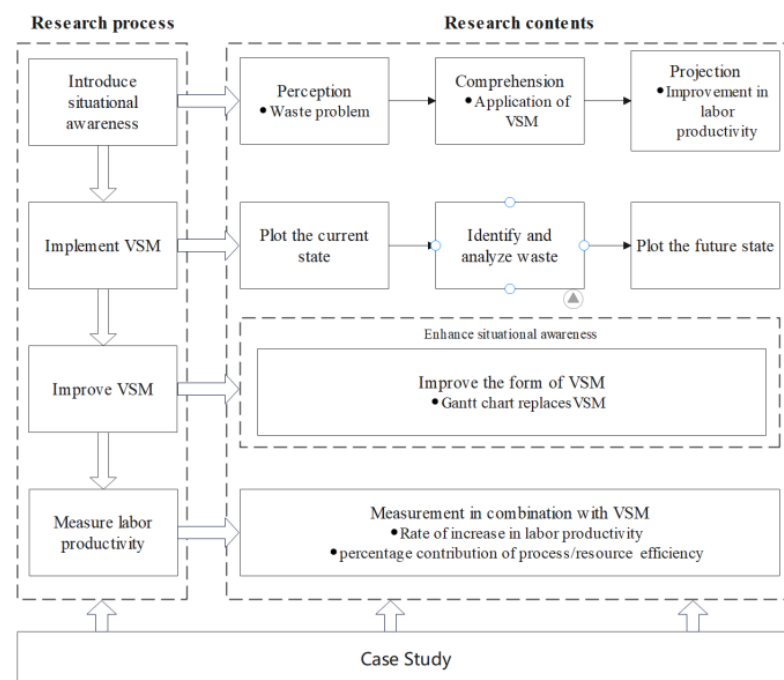 Research process
Research contents
Introduce
situational
awareness
Perception
● Waste problem
Comprehension
● Application of
VSM
Projection
● Improvement in
labor
productivity
Implement VSM
Plot the current
state
Identify and
analyze waste
Plot the future state
Enhance situational awareness
Improve VSM
Improve the form of VSM
● Gantt chart replaces VSM
Measure labor
productivity
Measurement in combination with VSM
● Rate of increase in labor productivity
● percentage contribution of process/resource efficiency
Case Study